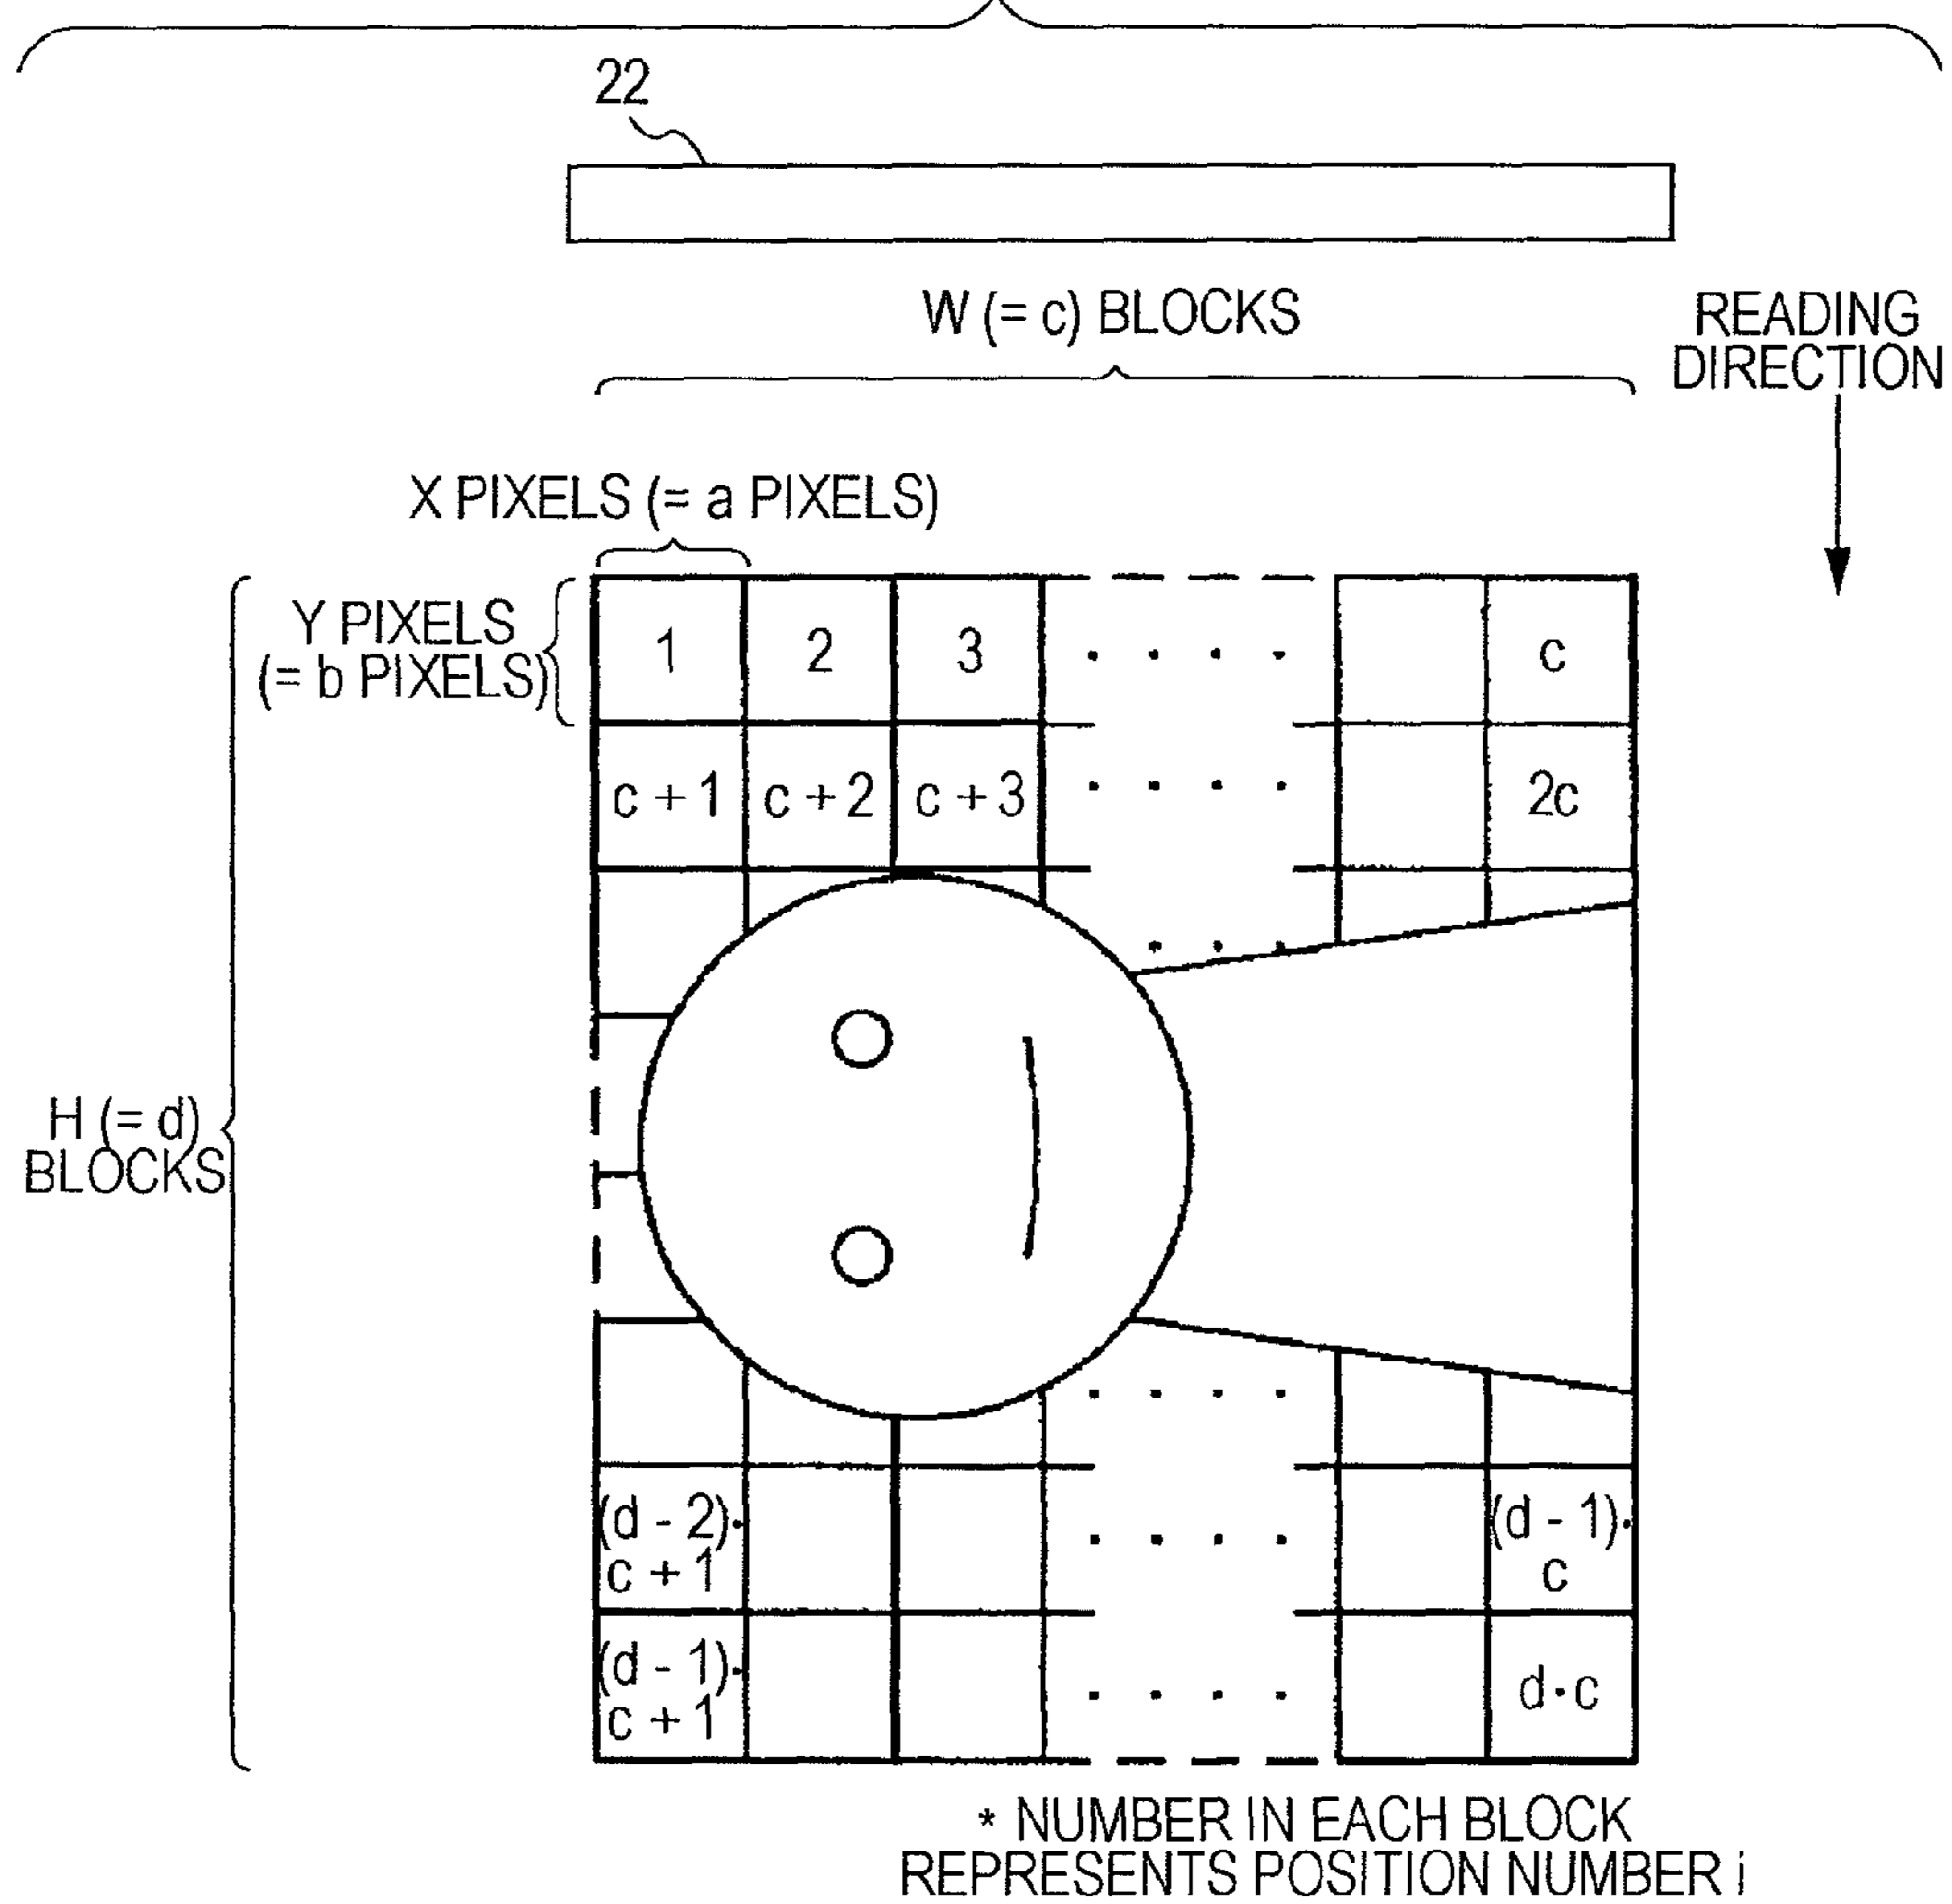 22
W (= c) BLOCKS
READING
DIRECTION
X PIXELS (= a PIXELS)
Y PIXELS
(= b PIXELS)
1 2 3 . . . . c
c + 1 c + 2 c + 3 . . . . 2c
. . .
H (= d)
BLOCKS
. . . .
(d - 2)· . . . . (d - 1)·
c + 1 c
(d - 1)·
c + 1 . . . . d·c
* NUMBER IN EACH BLOCK
REPRESENTS POSITION NUMBER i